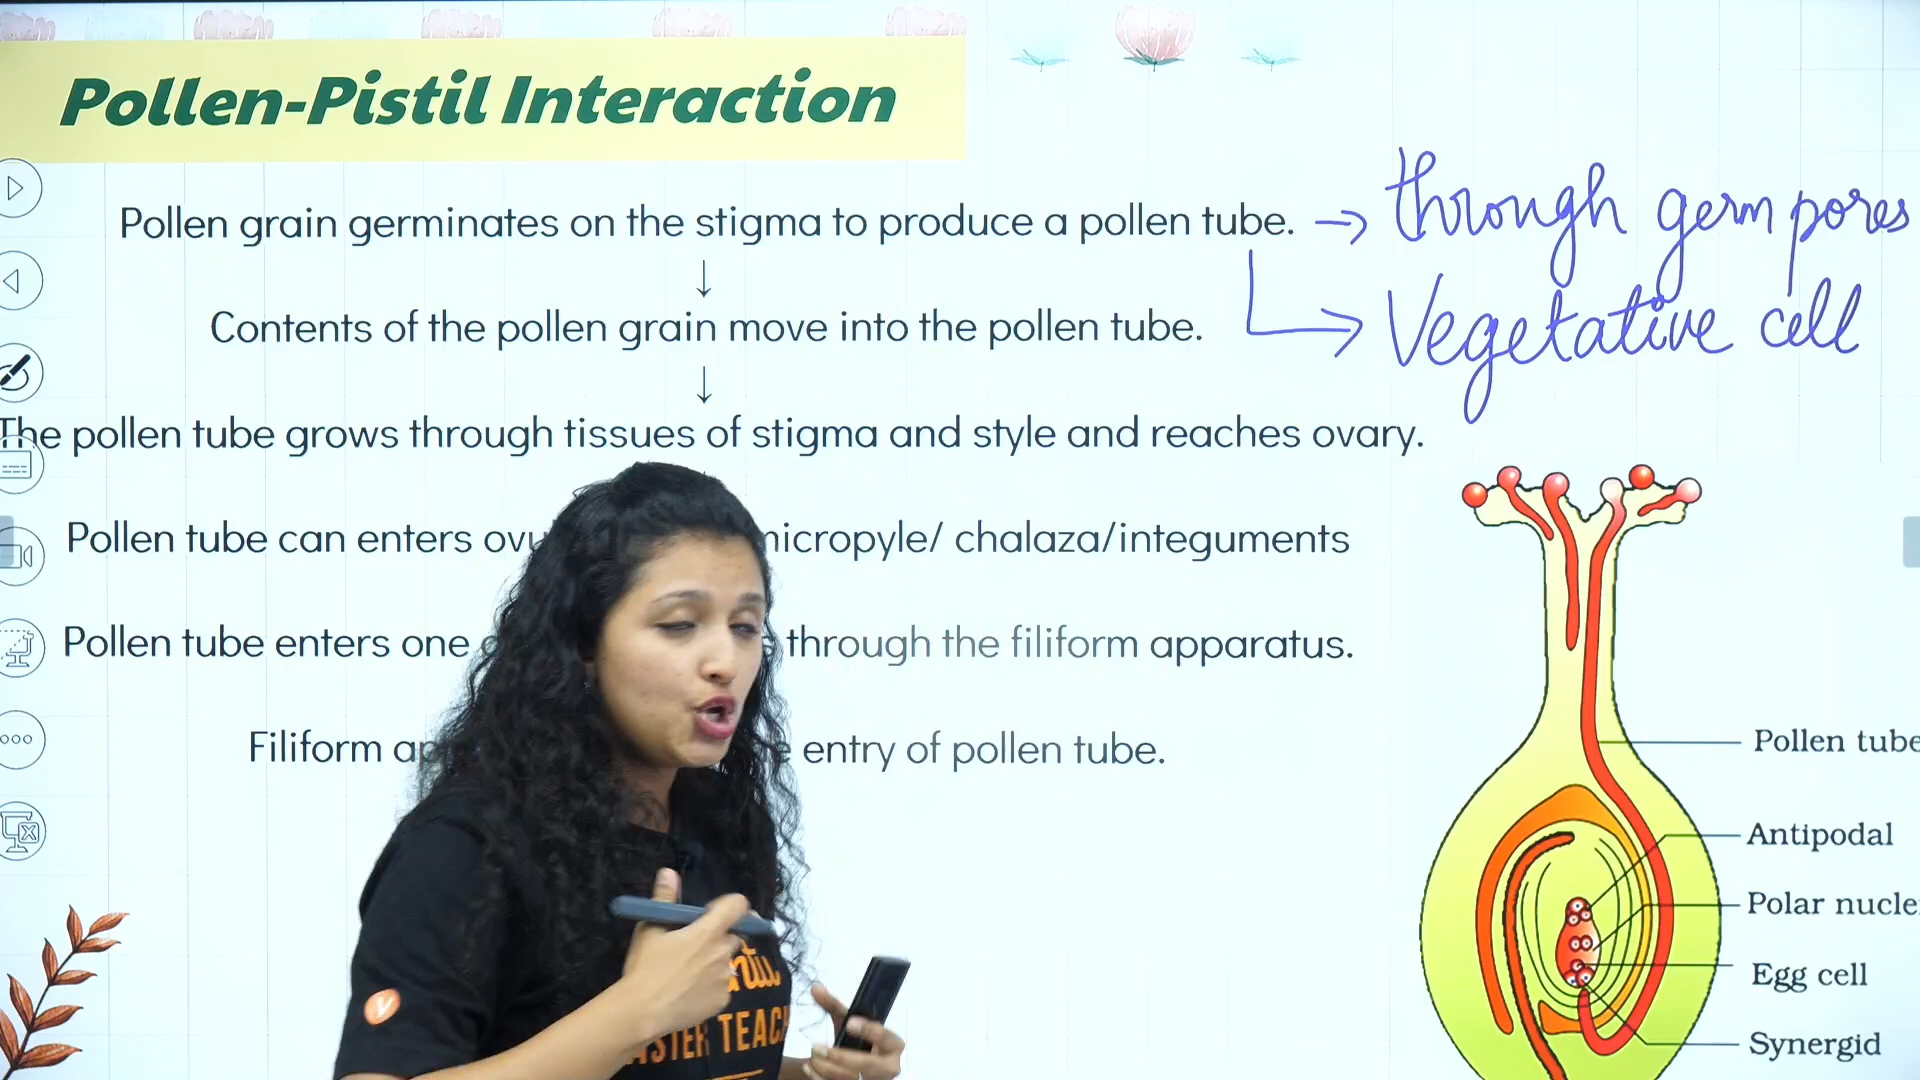 Pollen-Pistil Interaction
Pollen grain germinates on the stigma to produce a pollen tube. → through germ pores
↓
Contents of the pollen grain move into the pollen tube. → Vegetative cell
↓
The pollen tube grows through tissues of stigma and style and reaches ovary.
Pollen tube can enters micropyle/ chalaza/integuments
Pollen tube enters one through the filiform apparatus.
Filiform entry of pollen tube.
Pollen tube
Antipodal
Polar nucle
Egg cell
Synergid
V